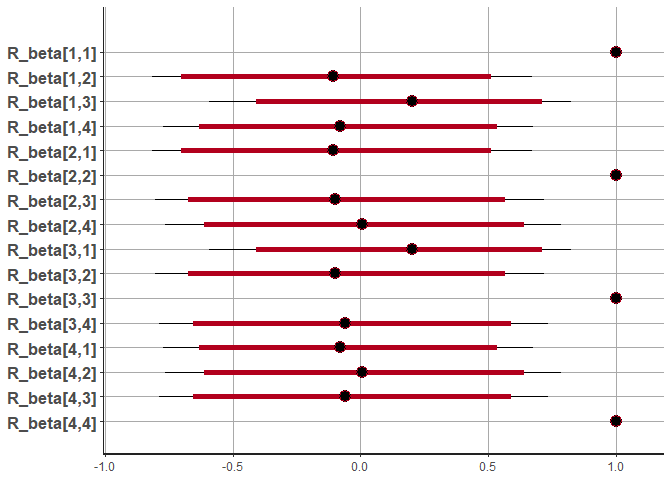 R_beta[1,1]
R_beta[1,2]
R_beta[1,3]
R_beta[1,4]
R_beta[2,1]
R_beta[2,2]
R_beta[2,3]
R_beta[2,4]
R_beta[3,1]
R_beta[3,2]
R_beta[3,3]
R_beta[3,4]
R_beta[4,1]
R_beta[4,2]
R_beta[4,3]
R_beta[4,4]
-1.0 -0.5 0.0 0.5 1.0